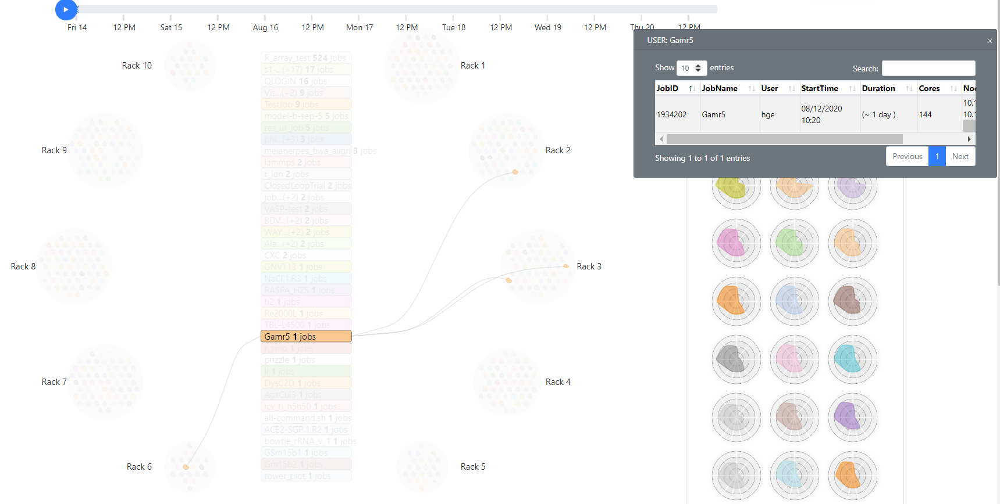 Fri 14 12 PM Sat 15 12 PM Aug 16 12 PM Mon 17 12 PM Tue 18 12 PM Wed 19 12 PM Thu 20 12 PM
USER: Gamr5 ×
Show 10 entries Search:
JobID JobName User StartTime Duration Cores
1934202 Gamr5 hge 08/12/2020 10:20 (~ 1 day ) 144 10.1 10.1
Showing 1 to 1 of 1 entries Previous 1 Next
Rack 10
Rack 1
Rack 9
Rack 2
Rack 8
Rack 3
Rack 7
Rack 4
Rack 6
Rack 5
R_array_test 524 jobs
s1-...(+17) 17 jobs
QLOGIN 16 jobs
Vis...(+2) 9 jobs
TestJob 9 jobs
model-b-sep-5 5 jobs
res_ut_job 5 jobs
phi...(+3) 3 jobs
melanerpes_bwa_align 3 jobs
lammps 2 jobs
r_lon 2 jobs
ClosedLoopTrial 2 jobs
job...(+2) 2 jobs
VASP-test 2 jobs
BDV...(+2) 2 jobs
WAY...(+2) 2 jobs
Ala...(+2) 2 jobs
CXC 2 jobs
GNVT13 1 jobs
NaCl.1.R3 1 jobs
RASPA_H2S 1 jobs
h2 1 jobs
Re2000L 1 jobs
TBL-L4500 1 jobs
Gamr5 1 jobs
r_smo 1 jobs
prizzle 1 jobs
li 1 jobs
DysC2D 1 jobs
AgsCui3 1 jobs
icv_ti_n5n50 1 jobs
all-command.sh 1 jobs
ACE2-SGP.1.R2 1 jobs
bowtie_rRNA_v_1 1 jobs
GSm15b1 1 jobs
Gm15b2 1 jobs
tower_plot 1 jobs